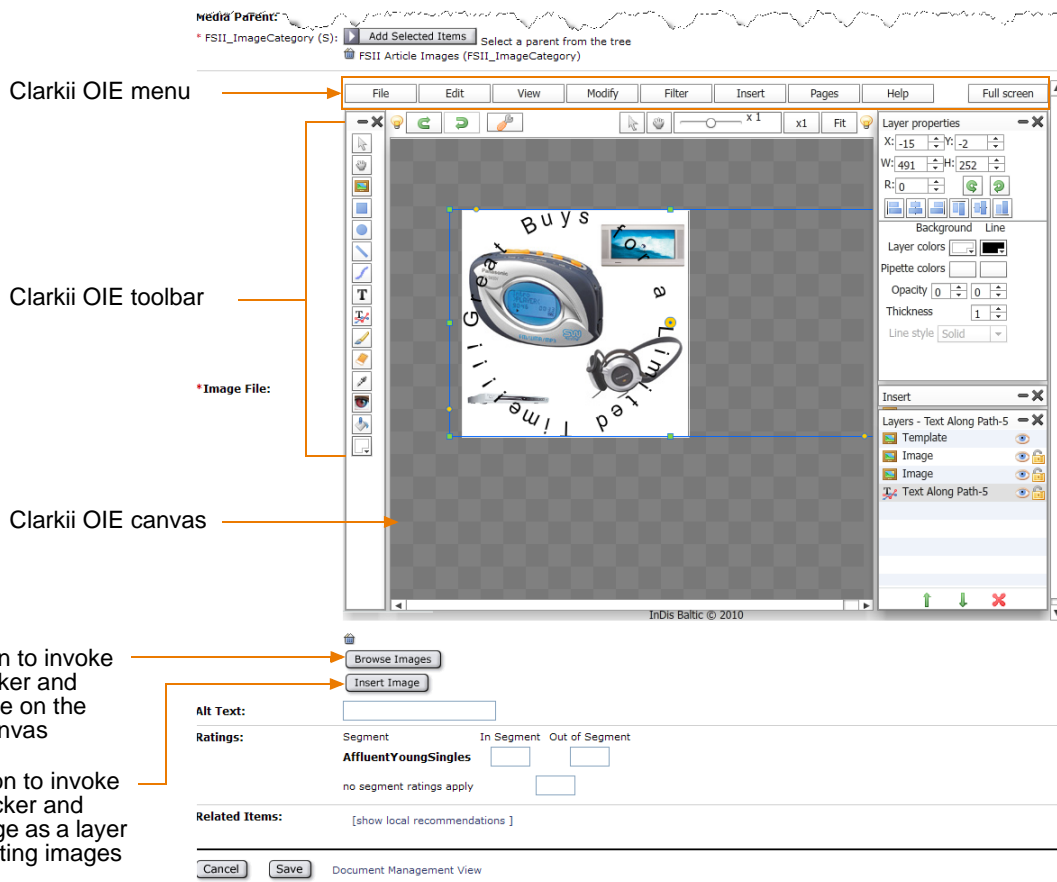 Media Parent:
* FSII_ImageCategory (S): Add Selected Items Select a parent from the tree
FSII Article Images (FSII_ImageCategory)
Clarkii OIE menu
File Edit View Modify Filter Insert Pages Help Full screen
x 1 x1 Fit
Layer properties
X: -15 Y: -2
W: 491 H: 252
R: 0
Background Line
Layer colors
Pipette colors
Opacity 0 0
Thickness 1
Line style Solid
Clarkii OIE toolbar
Great Buys for a Limited Time!!!!
Panasonic
*Image File:
Insert
Layers - Text Along Path-5
Template
Image
Image
Text Along Path-5
Clarkii OIE canvas
InDis Baltic © 2010
n to invoke
ker and
e on the
nvas
Browse Images
Insert Image
Alt Text:
Ratings: Segment In Segment Out of Segment
AffluentYoungSingles
no segment ratings apply
on to invoke
cker and
ge as a layer
ting images
Related Items: [show local recommendations ]
Cancel Save Document Management View